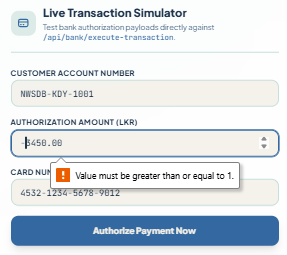 Live Transaction Simulator
Test bank authorization payloads directly against
/api/bank/execute-transaction.
CUSTOMER ACCOUNT NUMBER
NWSDB-KDY-1001
AUTHORIZATION AMOUNT (LKR)
-3450.00
Value must be greater than or equal to 1.
CARD NUM
4532-1234-5678-9012
Authorize Payment Now